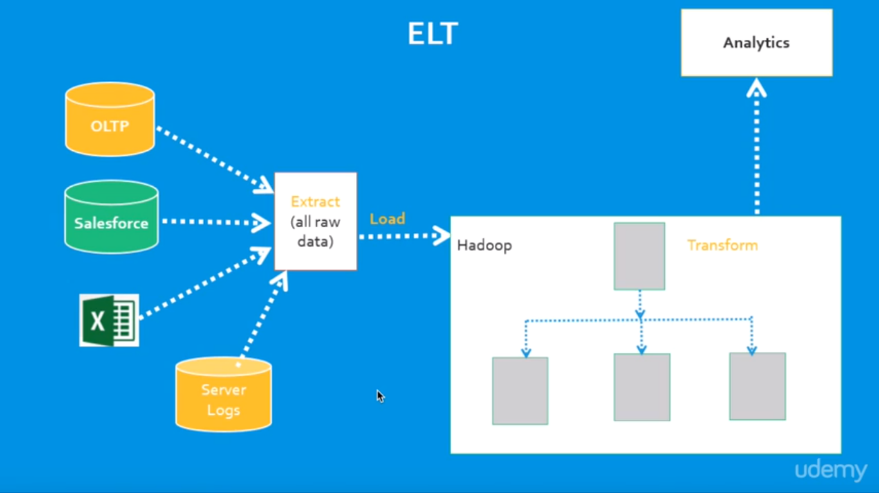 ELT
Analytics
OLTP
Salesforce
X
Server
Logs
Extract
(all raw
data)
Load
Hadoop
Transform
udemy